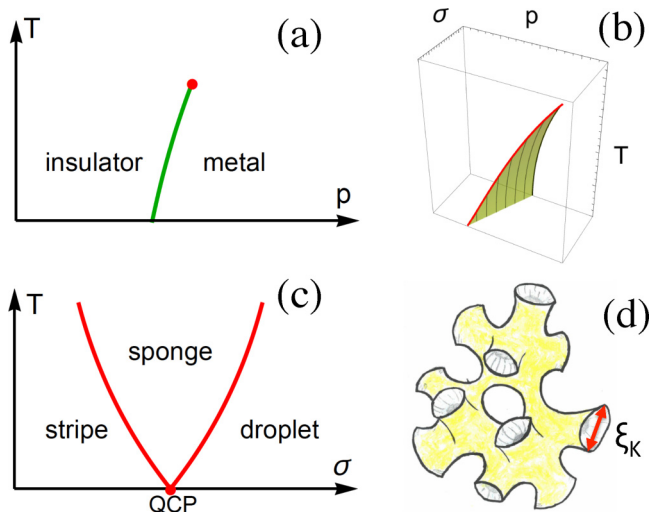 T
(a)
insulator
metal
p
σ
p
(b)
T
T
(c)
sponge
stripe
droplet
σ
QCP
(d)
ξK